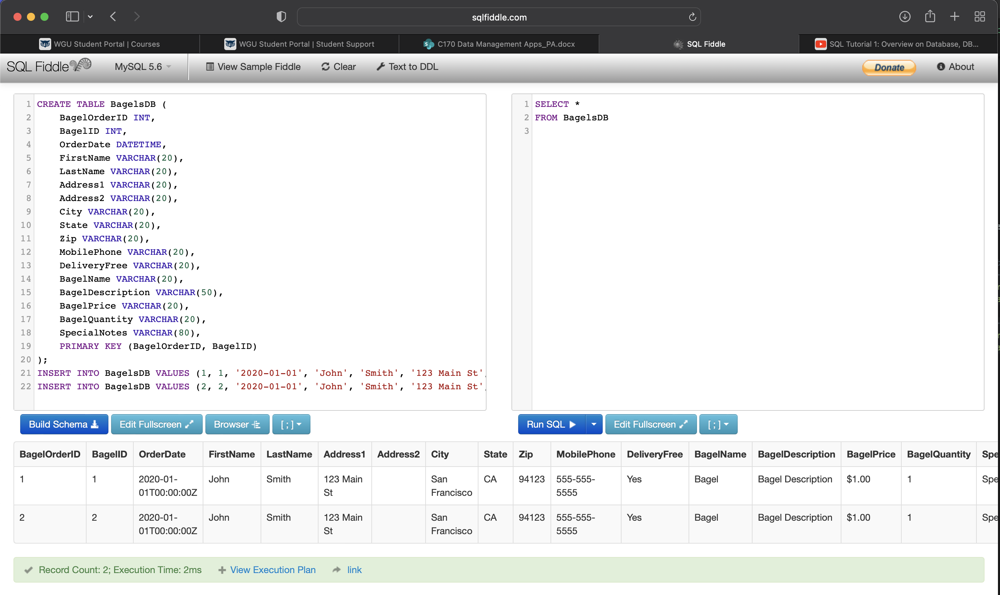 sqlfiddle.com
WGU Student Portal | Courses
WGU Student Portal | Student Support
C170 Data Management Apps_PA.docx
SQL Fiddle
SQL Tutorial 1: Overview on Database, DB...
SQL Fiddle
MySQL 5.6
View Sample Fiddle
Clear
Text to DDL
Donate
About
1 CREATE TABLE BagelsDB (
2 BagelOrderID INT,
3 BagelID INT,
4 OrderDate DATETIME,
5 FirstName VARCHAR(20),
6 LastName VARCHAR(20),
7 Address1 VARCHAR(20),
8 Address2 VARCHAR(20),
9 City VARCHAR(20),
10 State VARCHAR(20),
11 Zip VARCHAR(20),
12 MobilePhone VARCHAR(20),
13 DeliveryFree VARCHAR(20),
14 BagelName VARCHAR(20),
15 BagelDescription VARCHAR(50),
16 BagelPrice VARCHAR(20),
17 BagelQuantity VARCHAR(20),
18 SpecialNotes VARCHAR(80),
19 PRIMARY KEY (BagelOrderID, BagelID)
20 );
21 INSERT INTO BagelsDB VALUES (1, 1, '2020-01-01', 'John', 'Smith', '123 Main St',
22 INSERT INTO BagelsDB VALUES (2, 2, '2020-01-01', 'John', 'Smith', '123 Main St',
1 SELECT *
2 FROM BagelsDB
3
Build Schema
Edit Fullscreen
Browser
[ ; ]
Run SQL
Edit Fullscreen
[ ; ]
BagelOrderID BagelID OrderDate FirstName LastName Address1 Address2 City State Zip MobilePhone DeliveryFree BagelName BagelDescription BagelPrice BagelQuantity Spe
1 1 2020-01- John Smith 123 Main San CA 94123 555-555- Yes Bagel Bagel Description $1.00 1 Spe
01T00:00:00Z St Francisco 5555
2 2 2020-01- John Smith 123 Main San CA 94123 555-555- Yes Bagel Bagel Description $1.00 1 Spe
01T00:00:00Z St Francisco 5555
Record Count: 2; Execution Time: 2ms
View Execution Plan
link